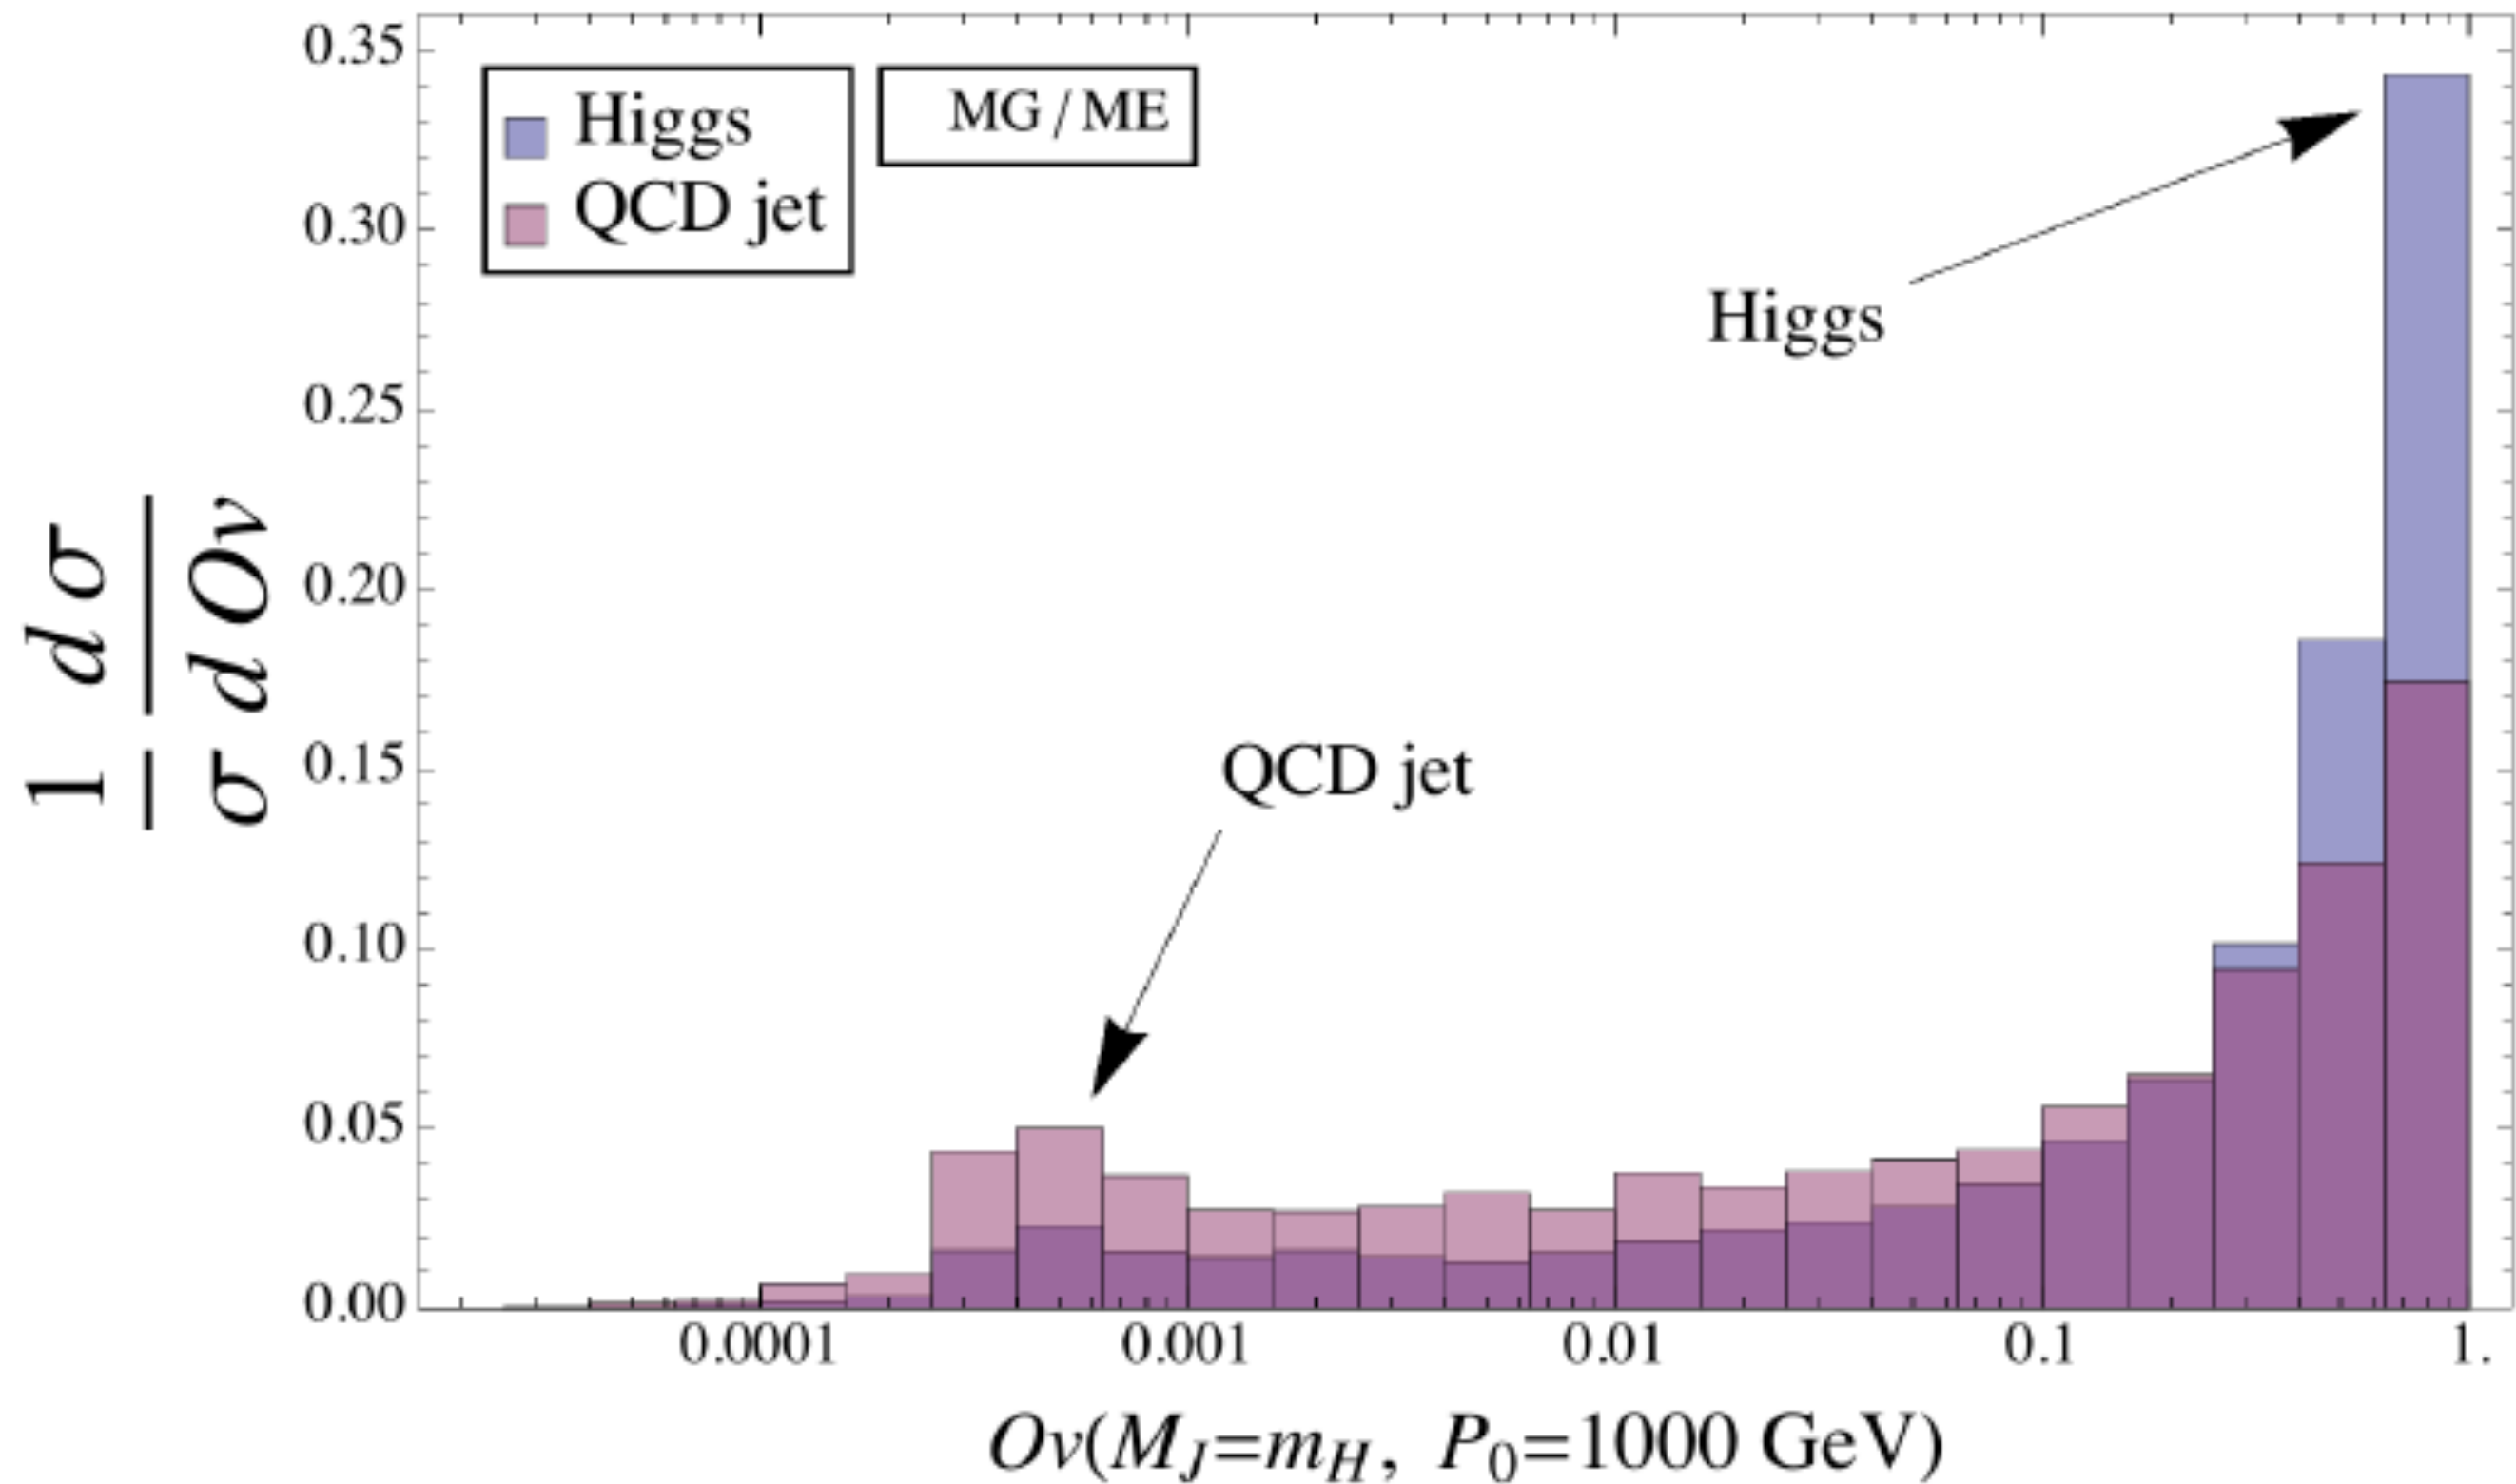 0.35
0.30
0.25
0.20
0.15
0.10
0.05
0.00
Higgs
QCD jet
MG / ME
Higgs
QCD jet
1 dσ
σ d Ov
0.0001 0.001 0.01 0.1 1.
Ov(M_J=m_H, P_0=1000 GeV)